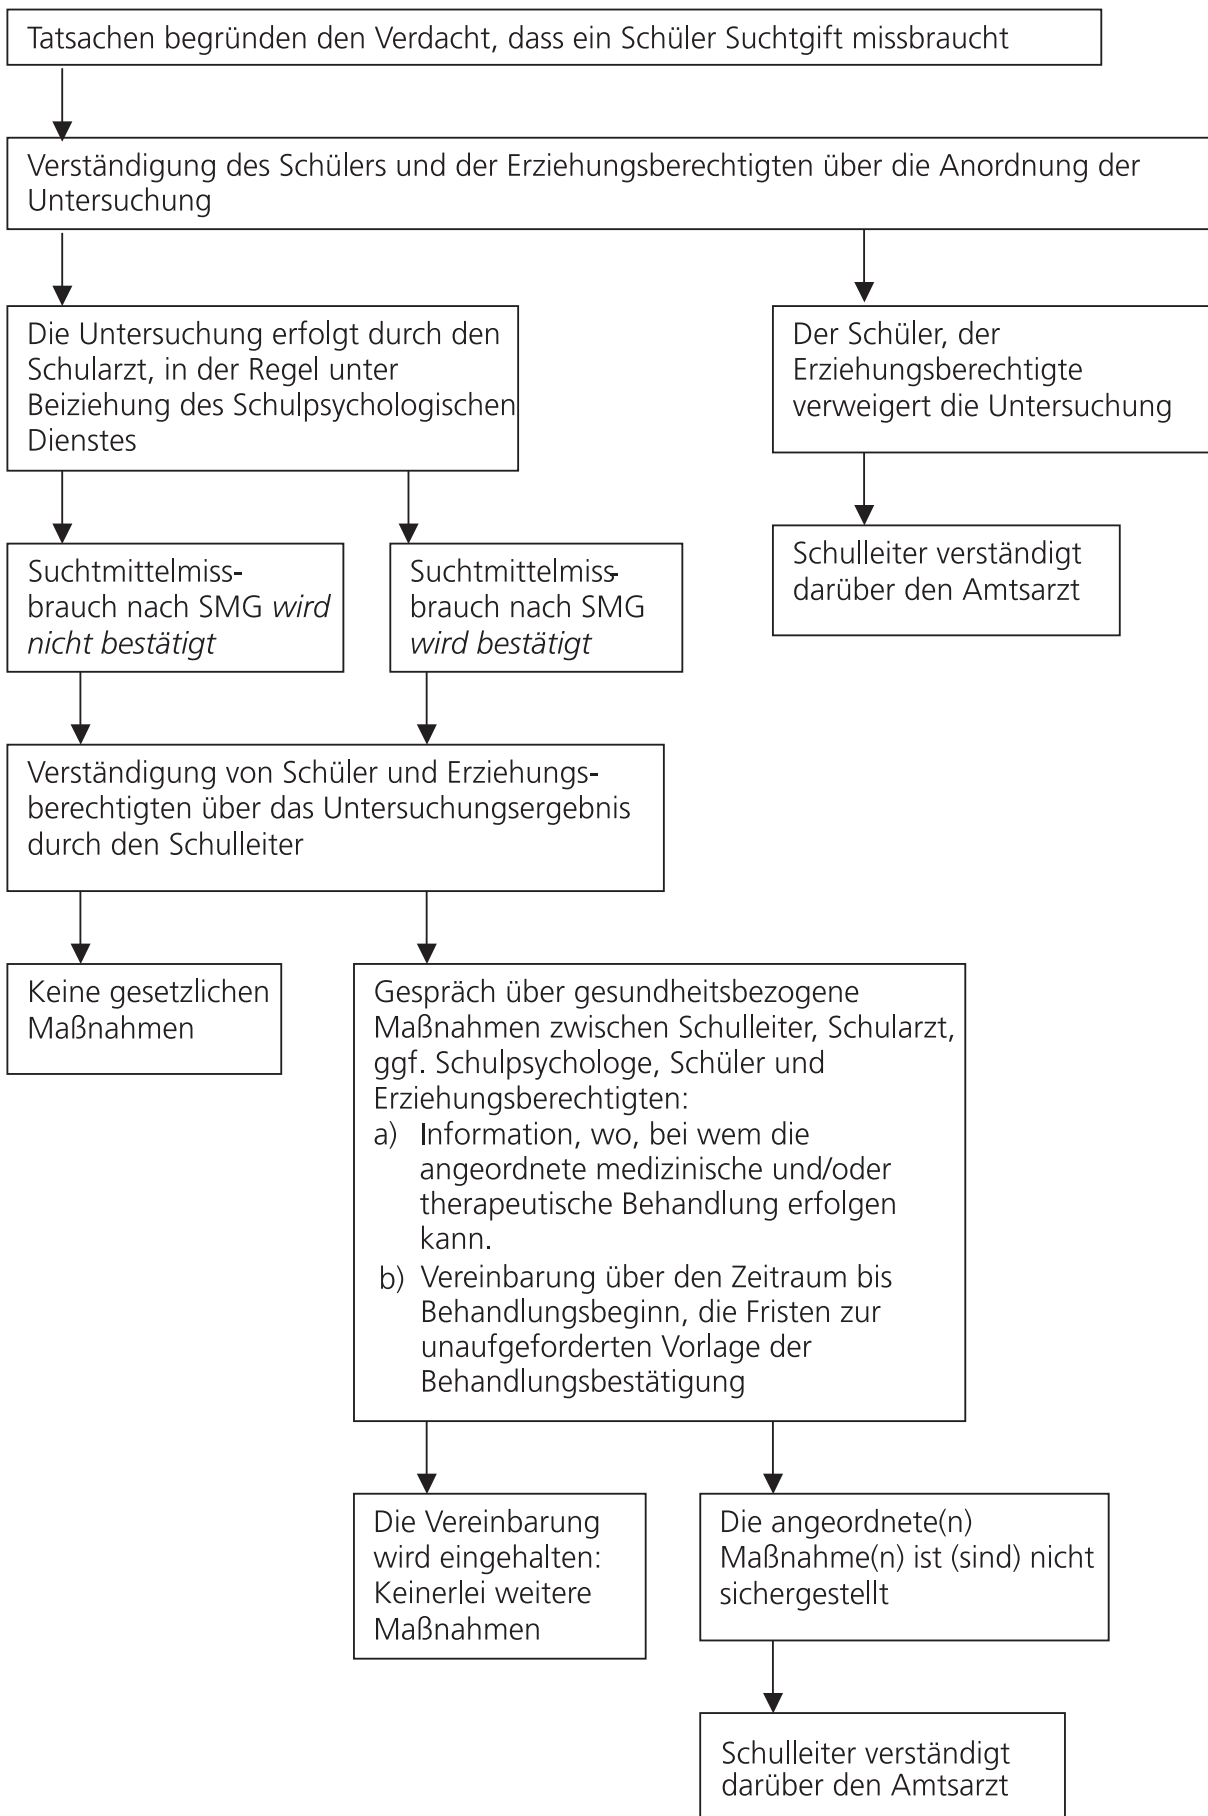 Tatsachen begründen den Verdacht, dass ein Schüler Suchtgift missbraucht
Verständigung des Schülers und der Erziehungsberechtigten über die Anordnung der
Untersuchung
Die Untersuchung erfolgt durch den
Schularzt, in der Regel unter
Beiziehung des Schulpsychologischen
Dienstes
Der Schüler, der
Erziehungsberechtigte
verweigert die Untersuchung
Suchtmittelmiss-
brauch nach SMG wird
nicht bestätigt
Suchtmittelmiss-
brauch nach SMG
wird bestätigt
Schulleiter verständigt
darüber den Amtsarzt
Verständigung von Schüler und Erziehungs-
berechtigten über das Untersuchungsergebnis
durch den Schulleiter
Keine gesetzlichen
Maßnahmen
Gespräch über gesundheitsbezogene
Maßnahmen zwischen Schulleiter, Schularzt,
ggf. Schulpsychologe, Schüler und
Erziehungsberechtigten:
a) Information, wo, bei wem die
angeordnete medizinische und/oder
therapeutische Behandlung erfolgen
kann.
b) Vereinbarung über den Zeitraum bis
Behandlungsbeginn, die Fristen zur
unaufgeforderten Vorlage der
Behandlungsbestätigung
Die Vereinbarung
wird eingehalten:
Keinerlei weitere
Maßnahmen
Die angeordnete(n)
Maßnahme(n) ist (sind) nicht
sichergestellt
Schulleiter verständigt
darüber den Amtsarzt